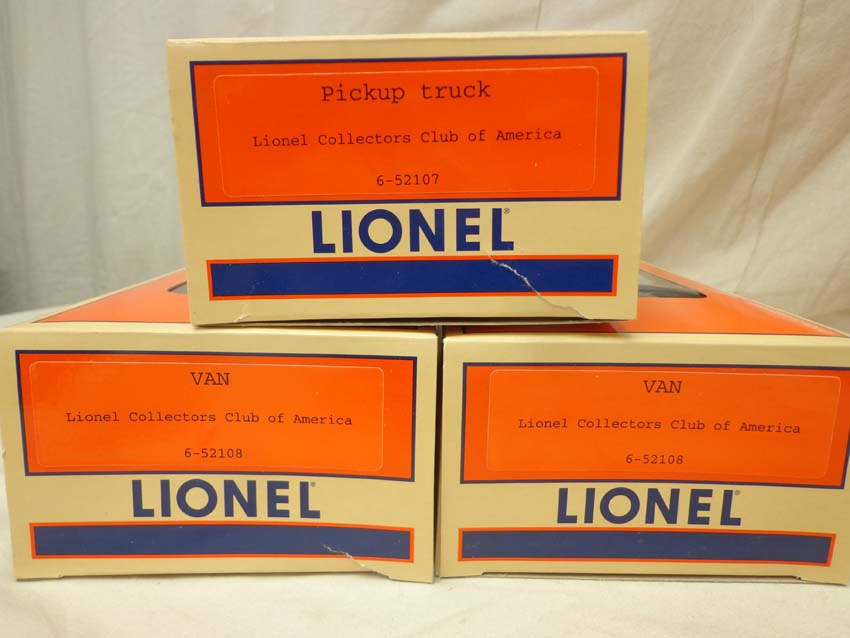 Pickup truck
Lionel Collectors Club of America
6-52107
LIONEL®
VAN
Lionel Collectors Club of America
6-52108
LIONEL®
VAN
Lionel Collectors Club of America
6-52108
LIONEL®